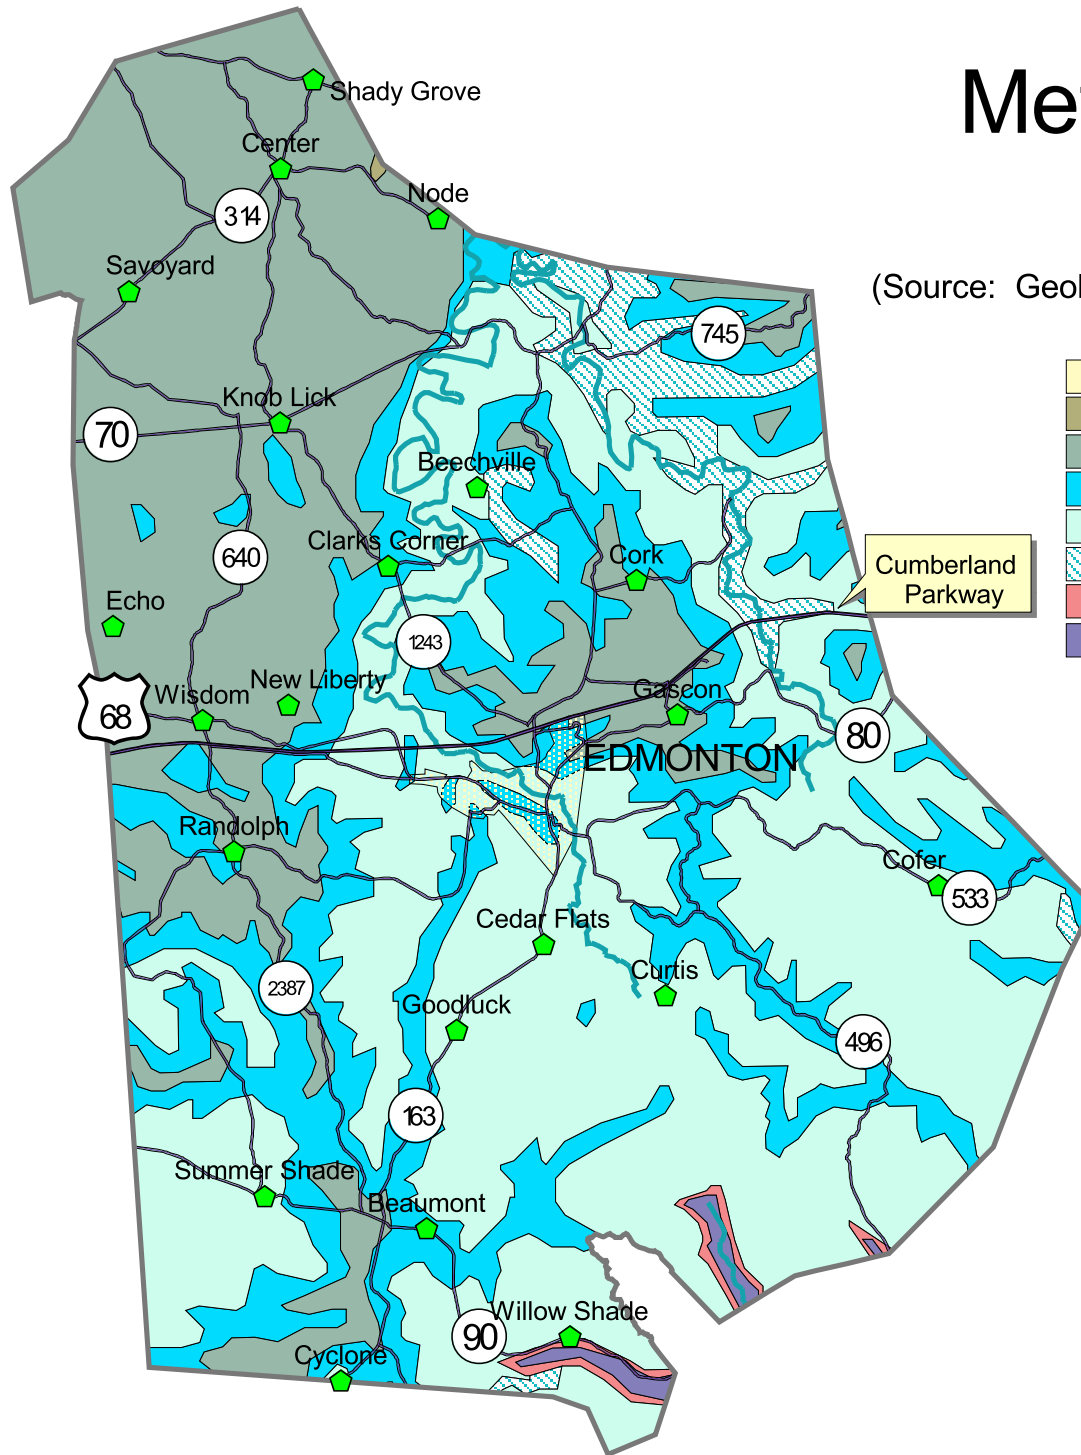 Me
Shady Grove
Center
Node
314
Savoyard
(Source: Geol
745
Knob Lick
70
Beechville
Clarks Corner
Cork
640
Cumberland
Parkway
Echo
1243
New Liberty
Wisdom
Gascon
68
80
EDMONTON
Randolph
Cofer
533
Cedar Flats
Curtis
2387
Goodluck
496
163
Summer Shade
Beaumont
Willow Shade
90
Cyclone